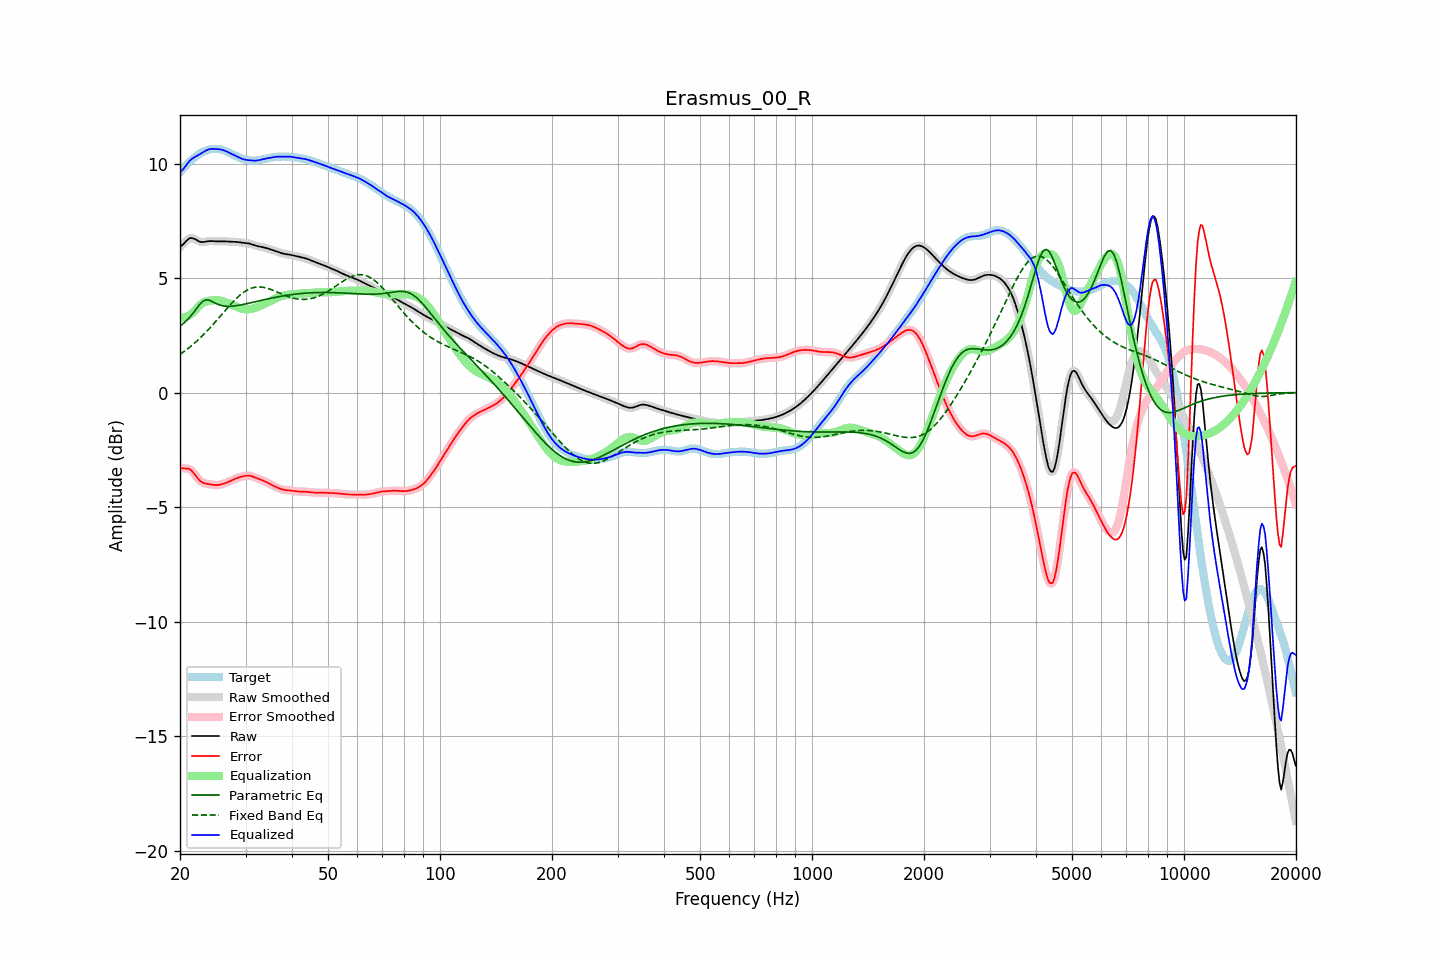 Erasmus_00_R
10
5
0
−5
−10
−15
−20
Amplitude (dBr)
Target
Raw Smoothed
Error Smoothed
Raw
Error
Equalization
Parametric Eq
Fixed Band Eq
Equalized
20 50 100 200 500 1000 2000 5000 10000 20000
Frequency (Hz)